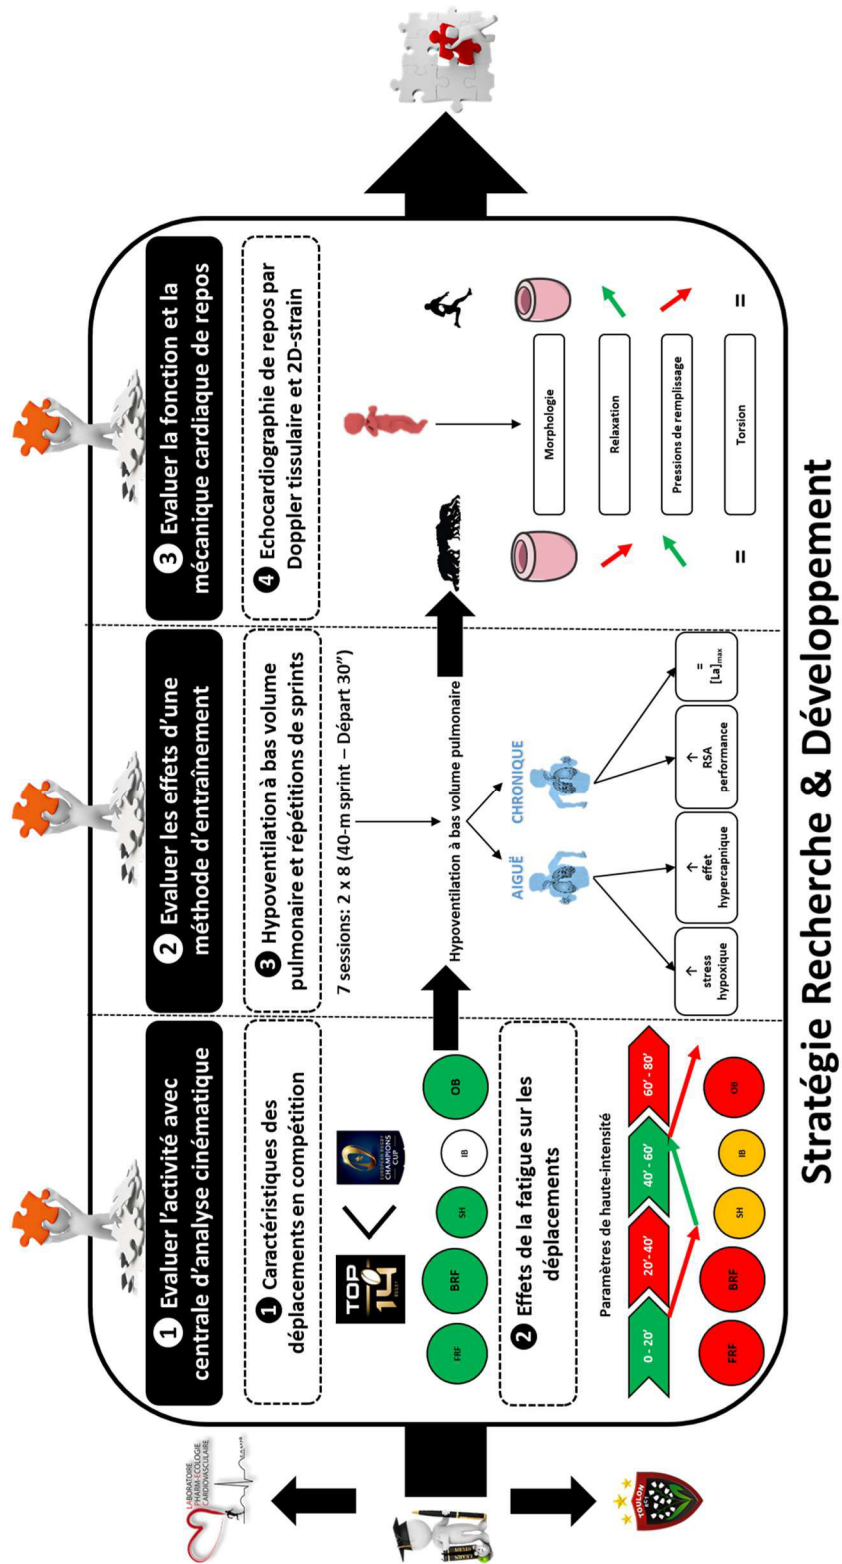 LABORATOIRE
PHARM-ECOLOGIE
CARDIOVASCULAIRE
LEARN
TOULON
RCT
1 Evaluer l’activité avec
centrale d’analyse cinématique
1 Caractéristiques des
déplacements en compétition
TOP
14
RUGBY
<
EUROPEAN RUGBY
CHAMPIONS
CUP
FRF
BRF
SH
IB
OB
2 Effets de la fatigue sur les
déplacements
Paramètres de haute-intensité
0 - 20’
20’- 40’
40’ - 60’
60’ - 80’
FRF
BRF
SH
IB
OB
2 Evaluer les effets d’une
méthode d’entraînement
3 Hypoventilation à bas volume
pulmonaire et répétitions de sprints
7 sessions: 2 x 8 (40-m sprint – Départ 30’’)
Hypoventilation à bas volume pulmonaire
AIGUË
CHRONIQUE
↑
stress
hypoxique
↑
effet
hypercapnique
↑
RSA
performance
=
[La]max
3 Evaluer la fonction et la
mécanique cardiaque de repos
4 Echocardiographie de repos par
Doppler tissulaire et 2D-strain
Morphologie
Relaxation
Pressions de remplissage
= Torsion =
Stratégie Recherche & Développement